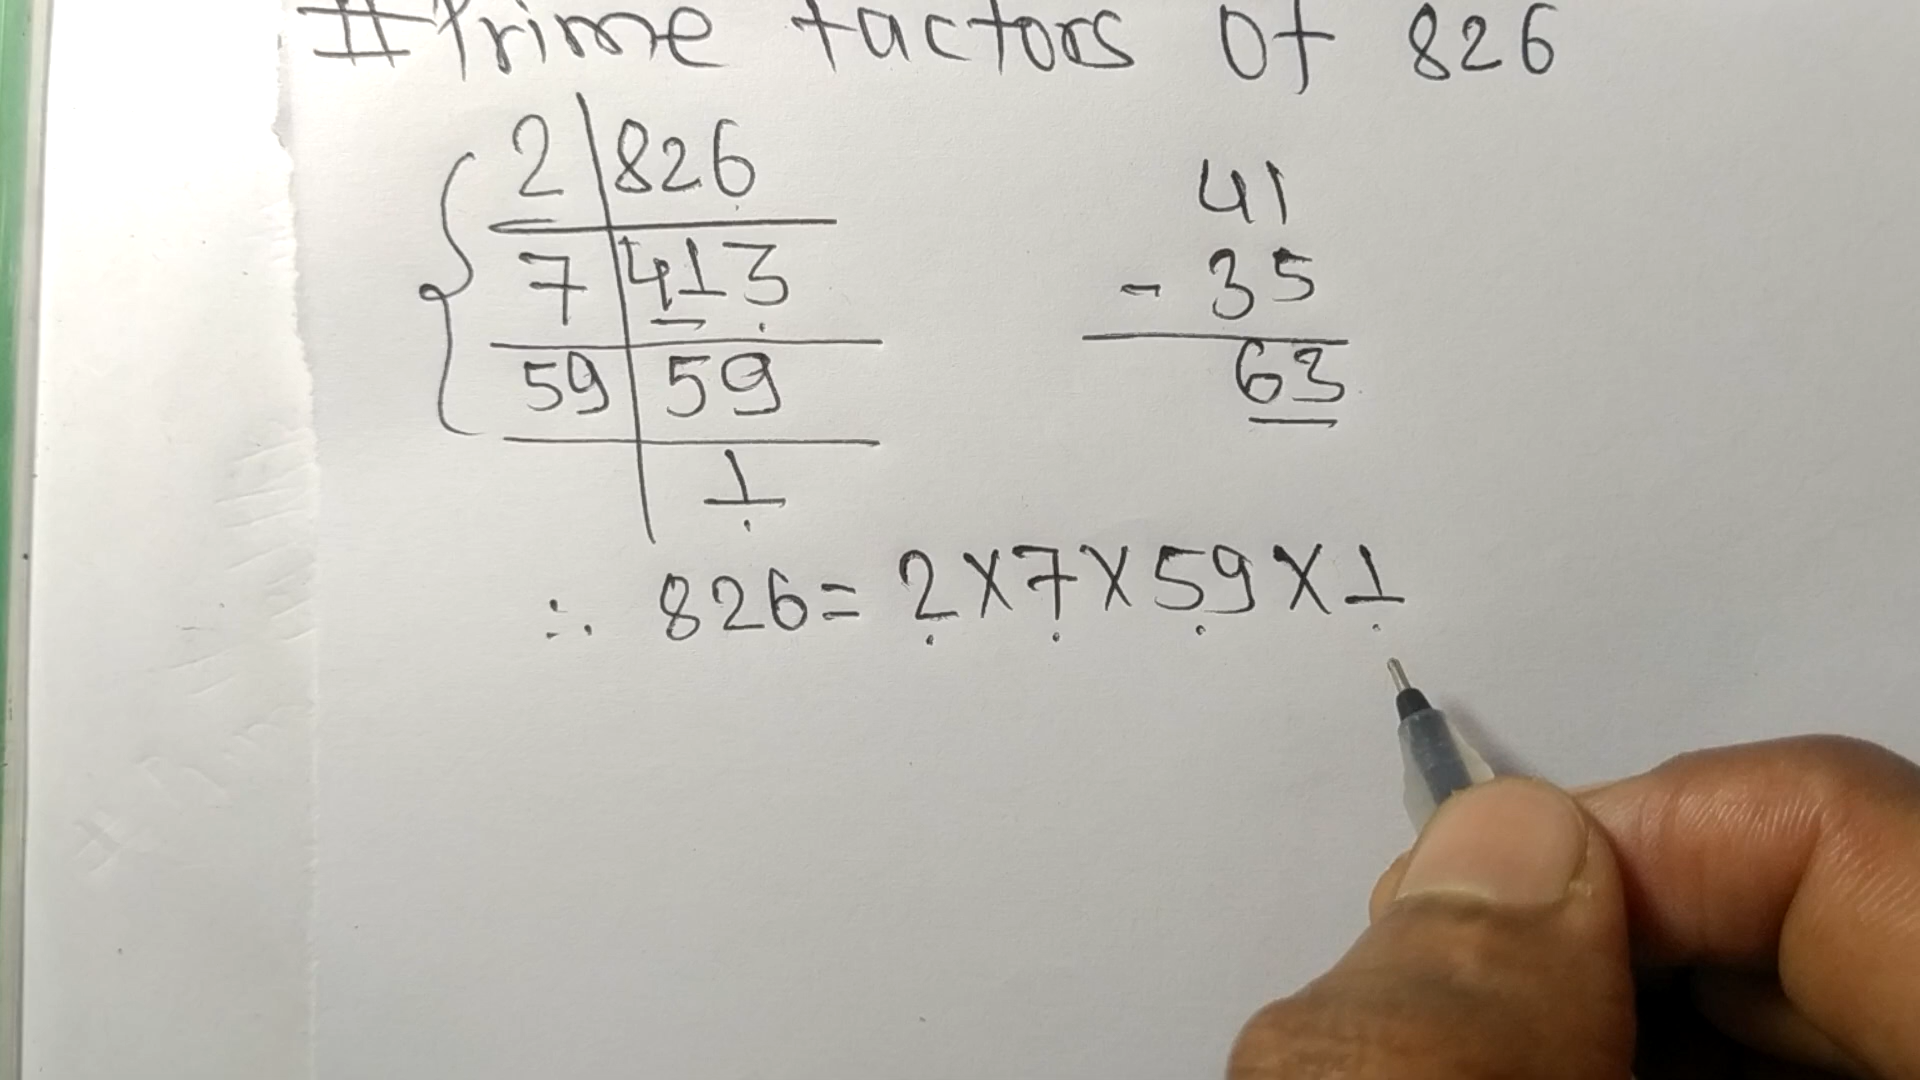 # Prime factors of 826
2 | 826
7 | 413
59 | 59
1
41
- 35
63
∴ 826 = 2 X 7 X 59 X 1